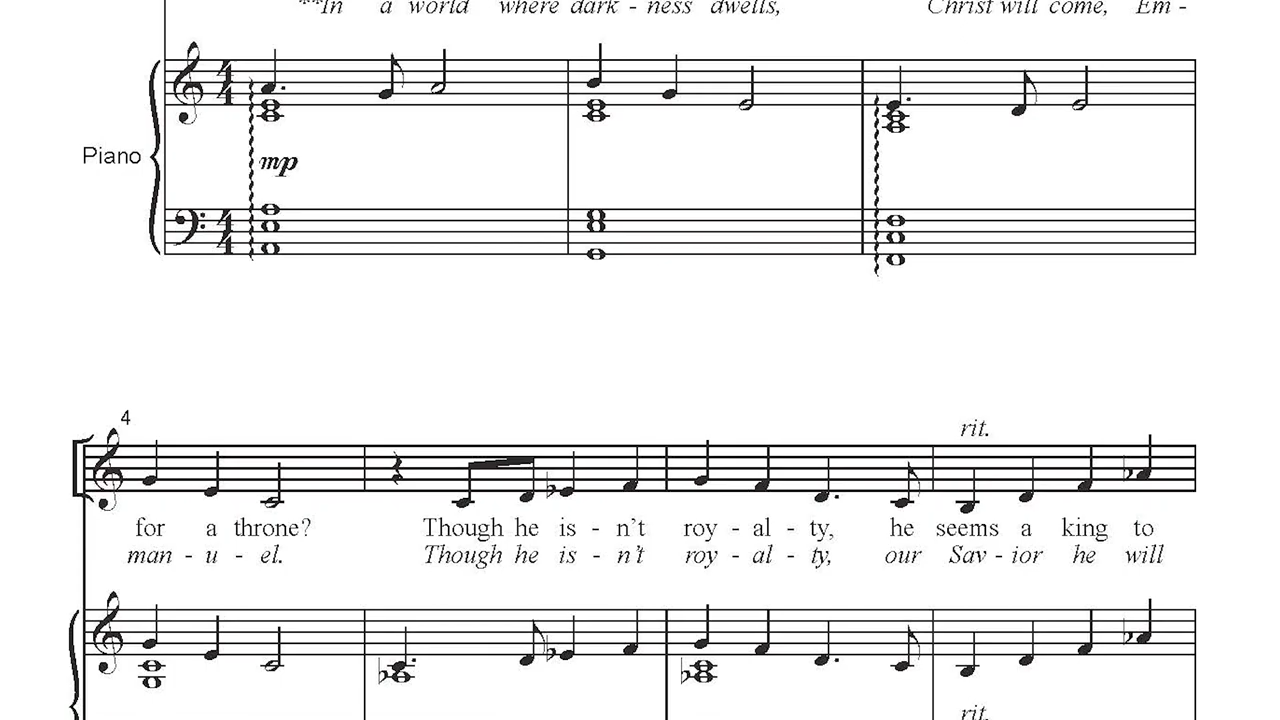 **In a world where dark - ness dwells, Christ will come, Em -
Piano
mp
4
rit.
for a throne? Though he is - n't roy - al - ty, he seems a king to
man - u - el. Though he is - n't roy - al - ty, our Sav - ior he will
rit.